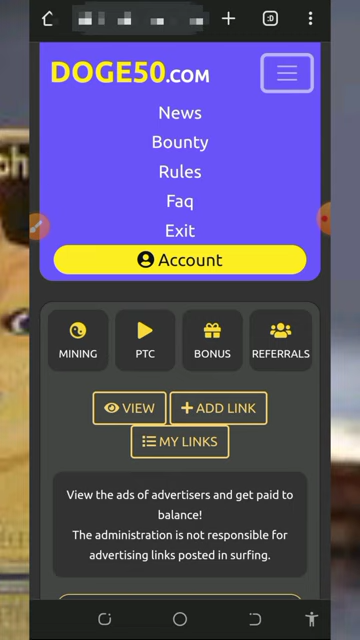 :D
DOGE50.COM
News
Bounty
Rules
Faq
Exit
Account
MINING
PTC
BONUS
REFERRALS
VIEW
ADD LINK
MY LINKS
View the ads of advertisers and get paid to
balance!
The administration is not responsible for
advertising links posted in surfing.